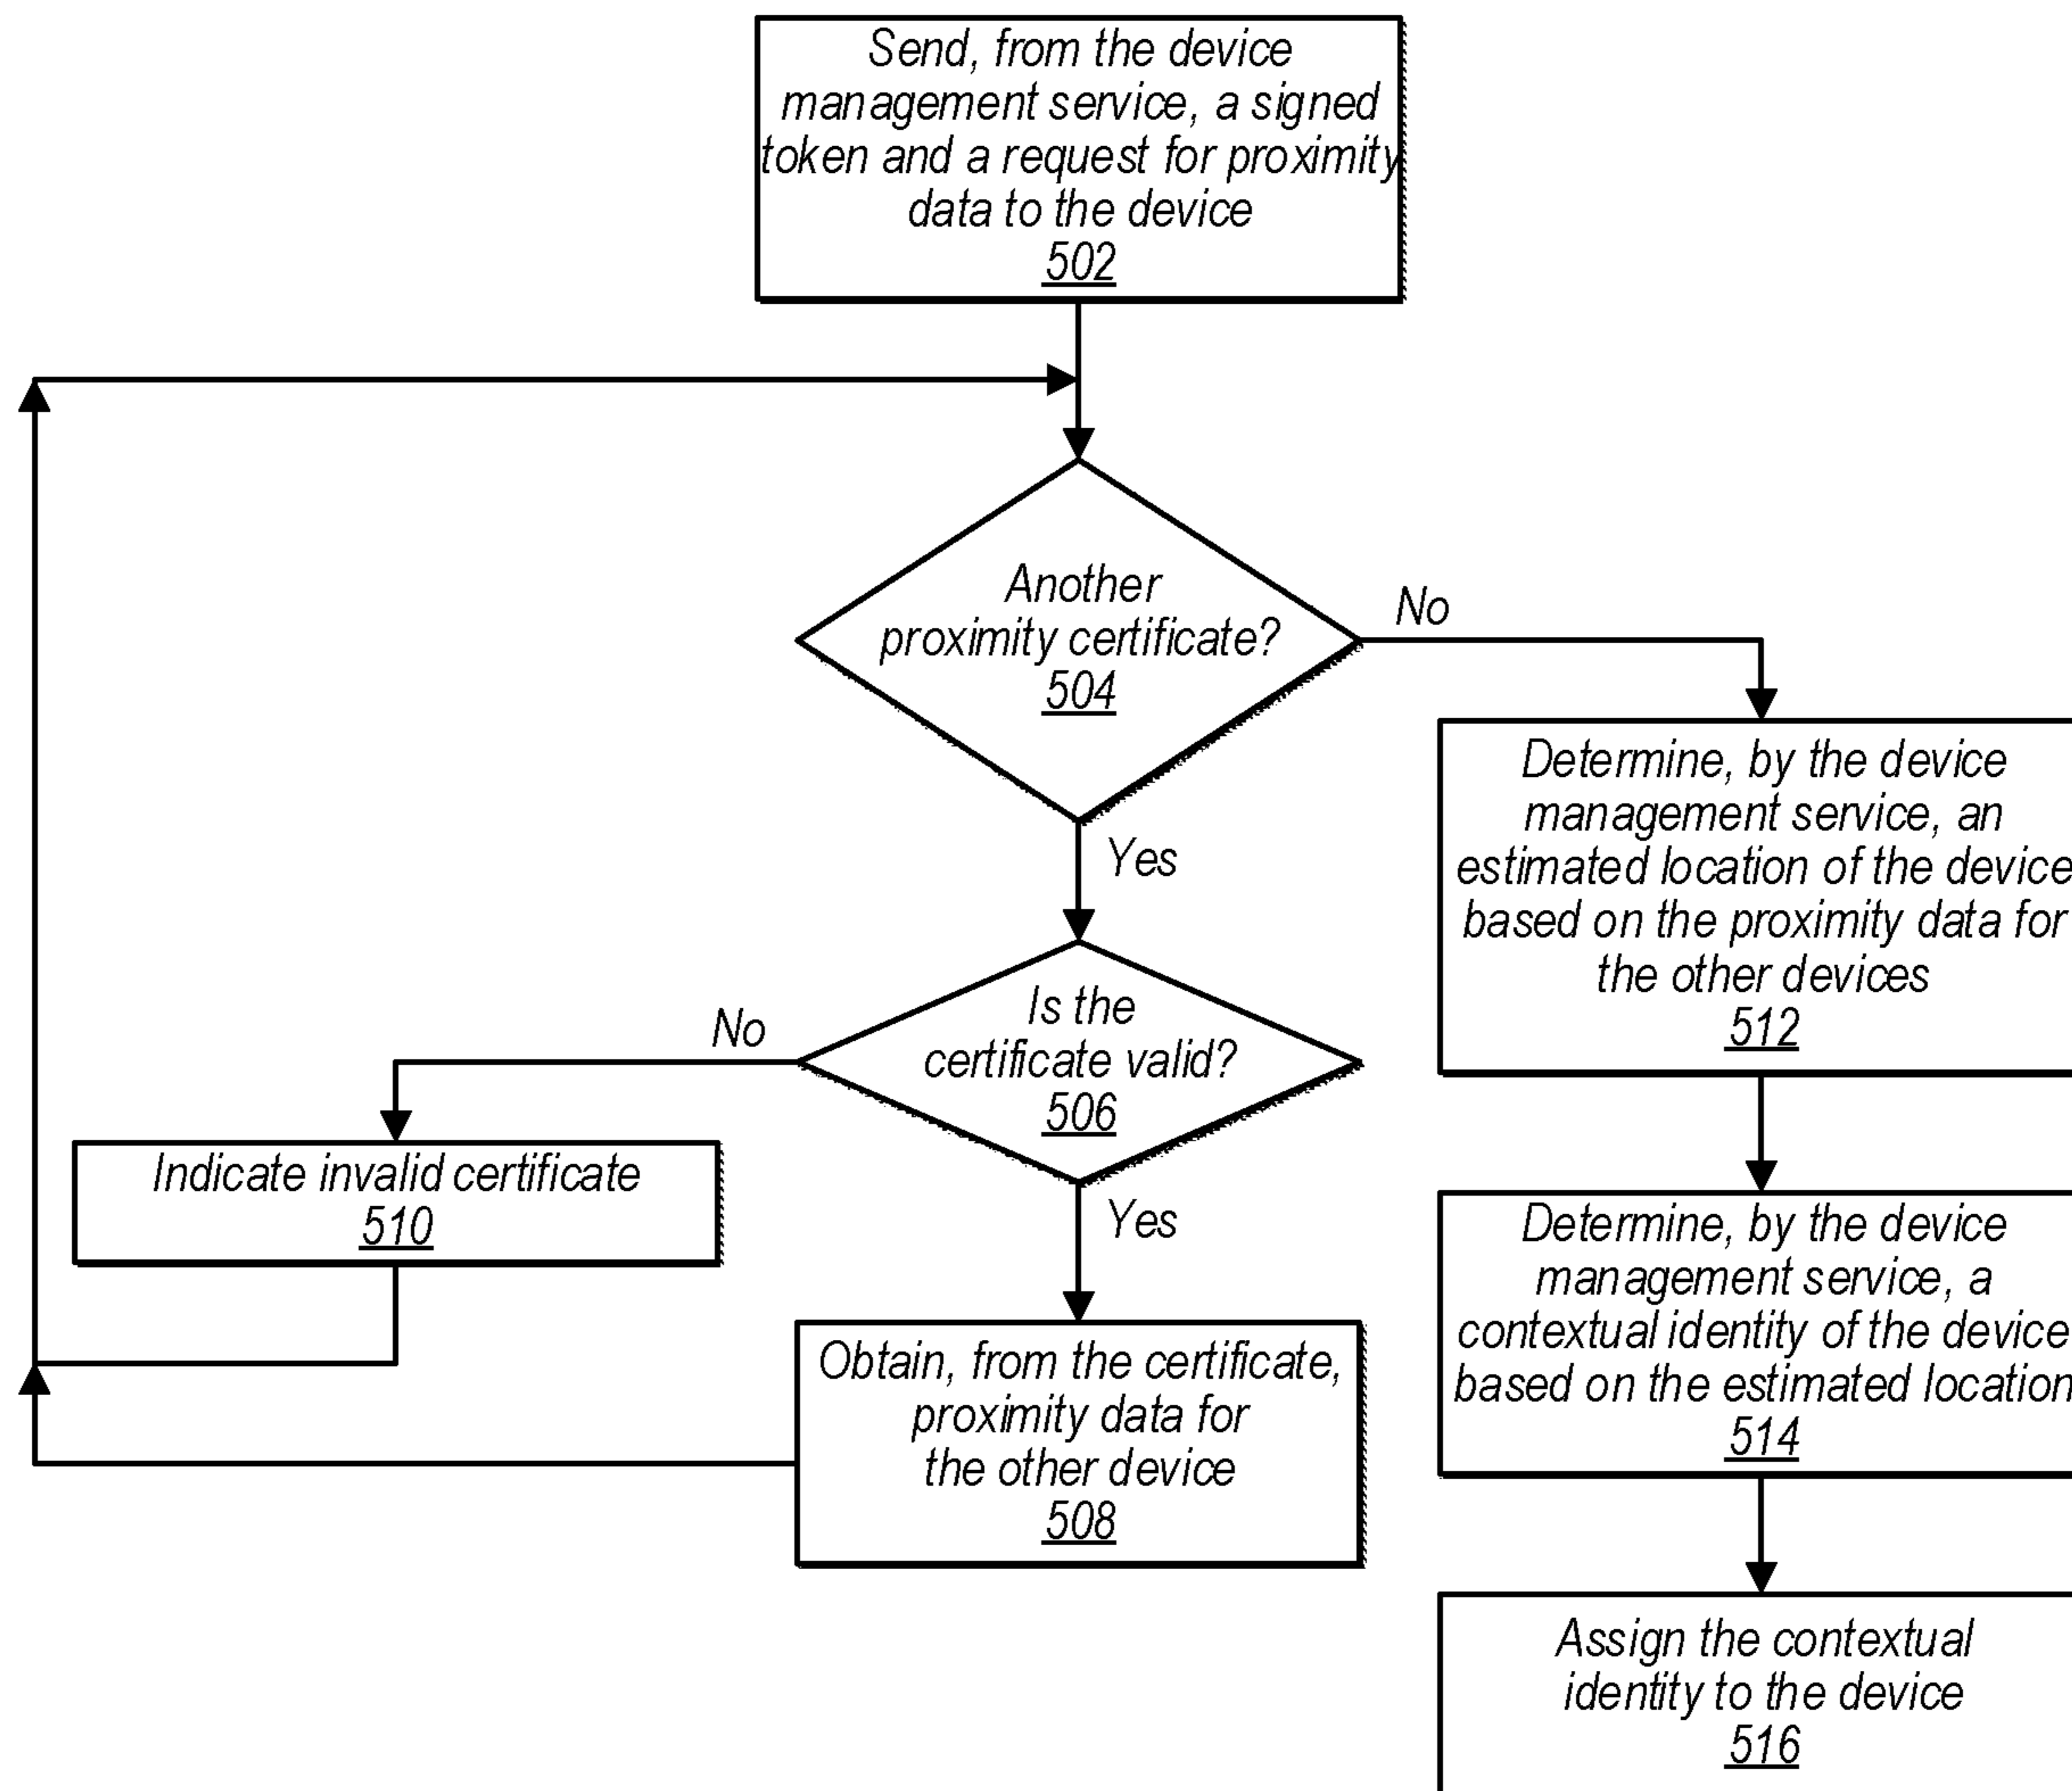 Send, from the device
management service, a signed
token and a request for proximity
data to the device
502
Another
proximity certificate?
504
No
Yes
Determine, by the device
management service, an
estimated location of the device
based on the proximity data for
the other devices
512
Is the
certificate valid?
506
No
Yes
Indicate invalid certificate
510
Determine, by the device
management service, a
contextual identity of the device
based on the estimated location
514
Obtain, from the certificate,
proximity data for
the other device
508
Assign the contextual
identity to the device
516